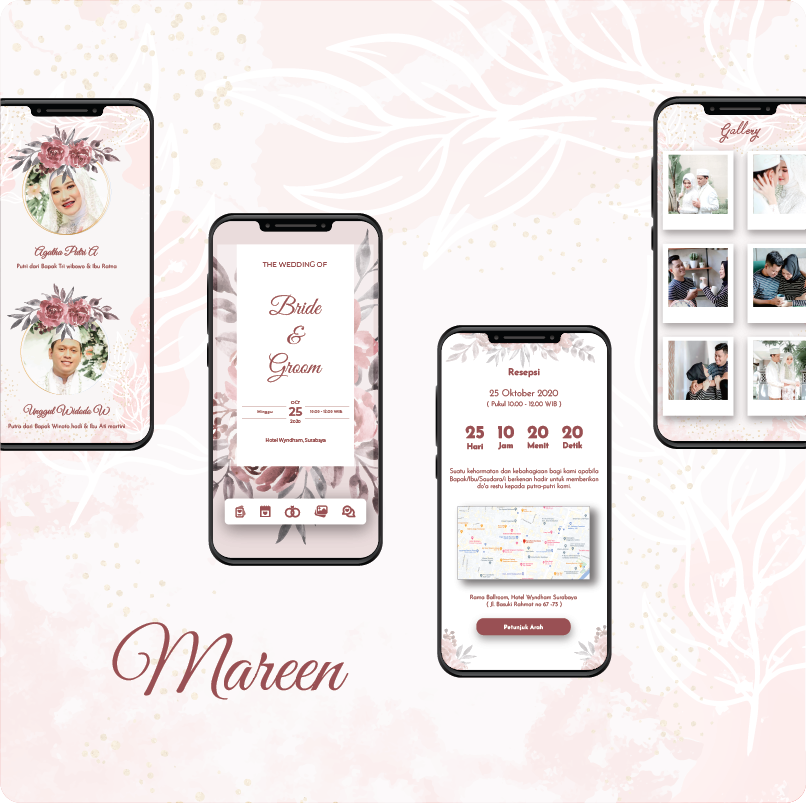 Agatha Putri A
Putri dari Bapak Tri wibowo & Ibu Ratna
Unggul Widodo W
Putra dari Bapak Winoto hadi & Ibu Ati martini
THE WEDDING OF
Bride
&
Groom
OCT
Minggu
25
10:00 - 12:00 WIB
2020
Hotel Wyndham, Surabaya
Resepsi
25 Oktober 2020
( Pukul 10:00 - 12.00 WIB )
25 10 20 20
Hari Jam Menit Detik
Suatu kehormatan dan kebahagiaan bagi kami apabila
Bapak/Ibu/Saudara/i berkenan hadir untuk memberikan
do'a restu kepada putra-putri kami.
Rama Ballroom, Hotel Wyndham Surabaya
( Jl. Basuki Rahmat no 67 -73 )
Petunjuk Arah
Gallery
Mareen